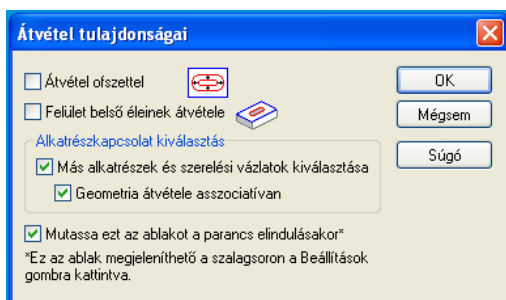 Átvétel tulajdonságai
Átvétel ofszettel
OK
Felület belső éleinek átvétele
Mégsem
Alkatrészkapcsolat kiválasztás
Más alkatrészek és szerelési vázlatok kiválasztása
Súgó
Geometria átvétele asszociatívan
Mutassa ezt az ablakot a parancs elindulásakor*
*Ez az ablak megjeleníthető a szalagsoron a Beállítások
gombra kattintva.